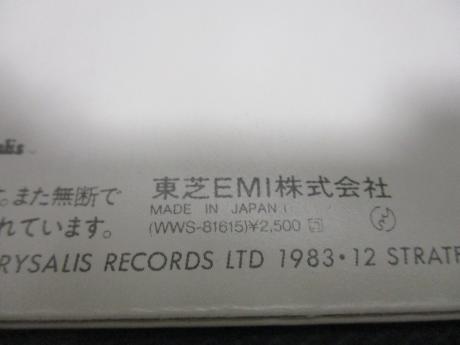 。また無断で 東芝EMI株式会社
MADE IN JAPAN
れています。 (WWS-81615)¥2,500
RYSALIS RECORDS LTD 1983・12 STRATF